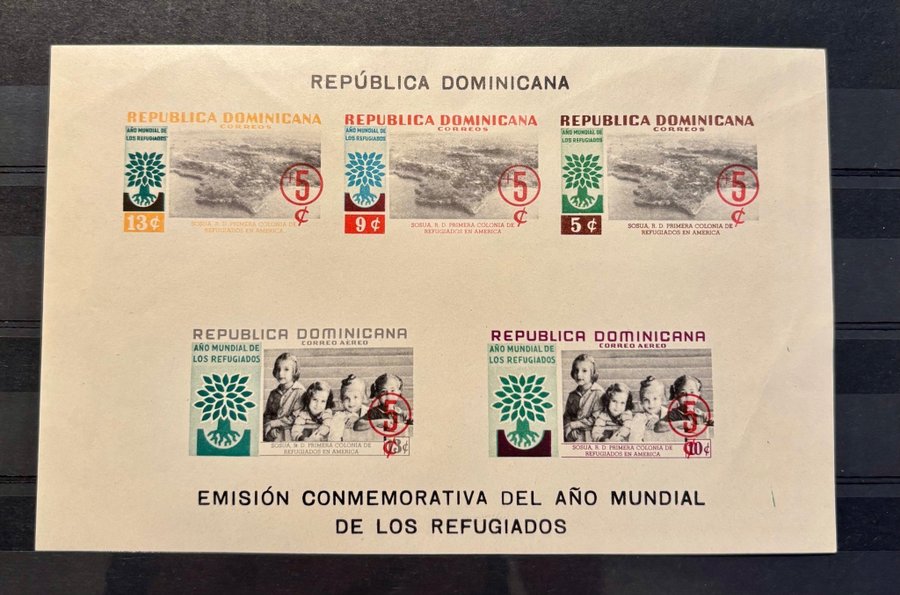 REPÚBLICA DOMINICANA
REPUBLICA DOMINICANA
CORREOS
AÑO MUNDIAL DE
LOS REFUGIADOS
+5
¢
13 ¢
SOSUA, R. D. PRIMERA COLONIA DE
REFUGIADOS EN AMERICA
REPUBLICA DOMINICANA
CORREOS
AÑO MUNDIAL DE
LOS REFUGIADOS
+5
¢
9 ¢
SOSUA, R. D. PRIMERA COLONIA DE
REFUGIADOS EN AMERICA
REPUBLICA DOMINICANA
CORREOS
AÑO MUNDIAL DE
LOS REFUGIADOS
+5
¢
5 ¢
SOSUA, R. D. PRIMERA COLONIA DE
REFUGIADOS EN AMERICA
REPUBLICA DOMINICANA
CORREO AEREO
AÑO MUNDIAL DE
LOS REFUGIADOS
+5
¢
SOSUA, R. D. PRIMERA COLONIA DE
REFUGIADOS EN AMERICA
REPUBLICA DOMINICANA
CORREO AEREO
AÑO MUNDIAL DE
LOS REFUGIADOS
+5
¢
SOSUA, R. D. PRIMERA COLONIA DE
REFUGIADOS EN AMERICA
10 ¢
EMISIÓN CONMEMORATIVA DEL AÑO MUNDIAL
DE LOS REFUGIADOS